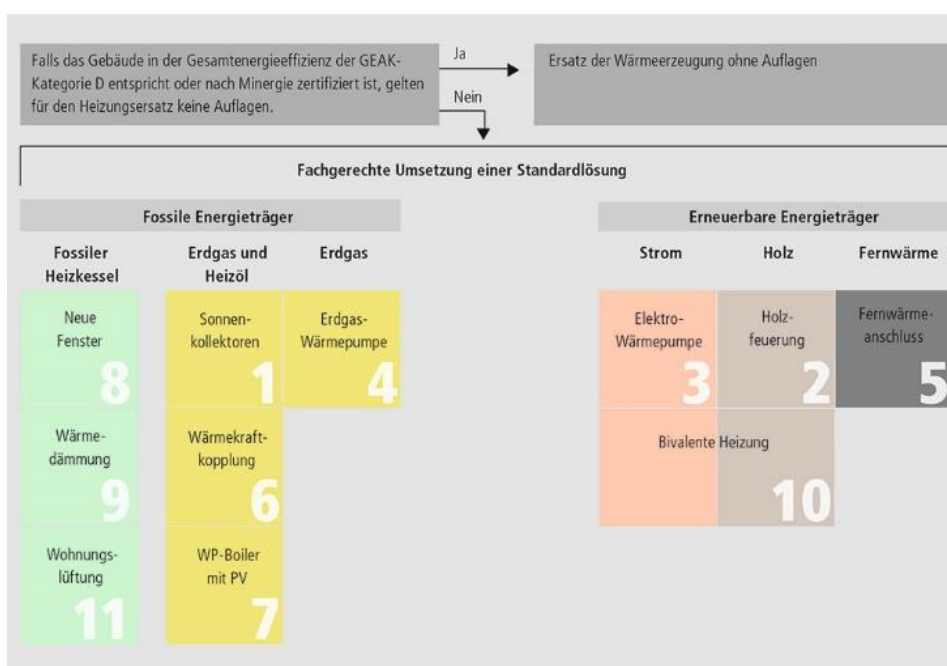 Falls das Gebäude in der Gesamtenergieeffizienz der GEAK-
Kategorie D entspricht oder nach Minergie zertifiziert ist, gelten
für den Heizungsersatz keine Auflagen.
Ja
Nein
Ersatz der Wärmeerzeugung ohne Auflagen
Fachgerechte Umsetzung einer Standardlösung
Fossile Energieträger
Fossiler
Heizkessel
Erdgas und
Heizöl
Erdgas
Neue
Fenster
8
Sonnen-
kollektoren
1
Erdgas-
Wärmepumpe
4
Wärme-
dämmung
9
Wärmekraft-
kopplung
6
Wohnungs-
lüftung
11
WP-Boiler
mit PV
7
Erneuerbare Energieträger
Strom
Holz
Fernwärme
Elektro-
Wärmepumpe
3
Holz-
feuerung
2
Fernwärme-
anschluss
5
Bivalente Heizung
10